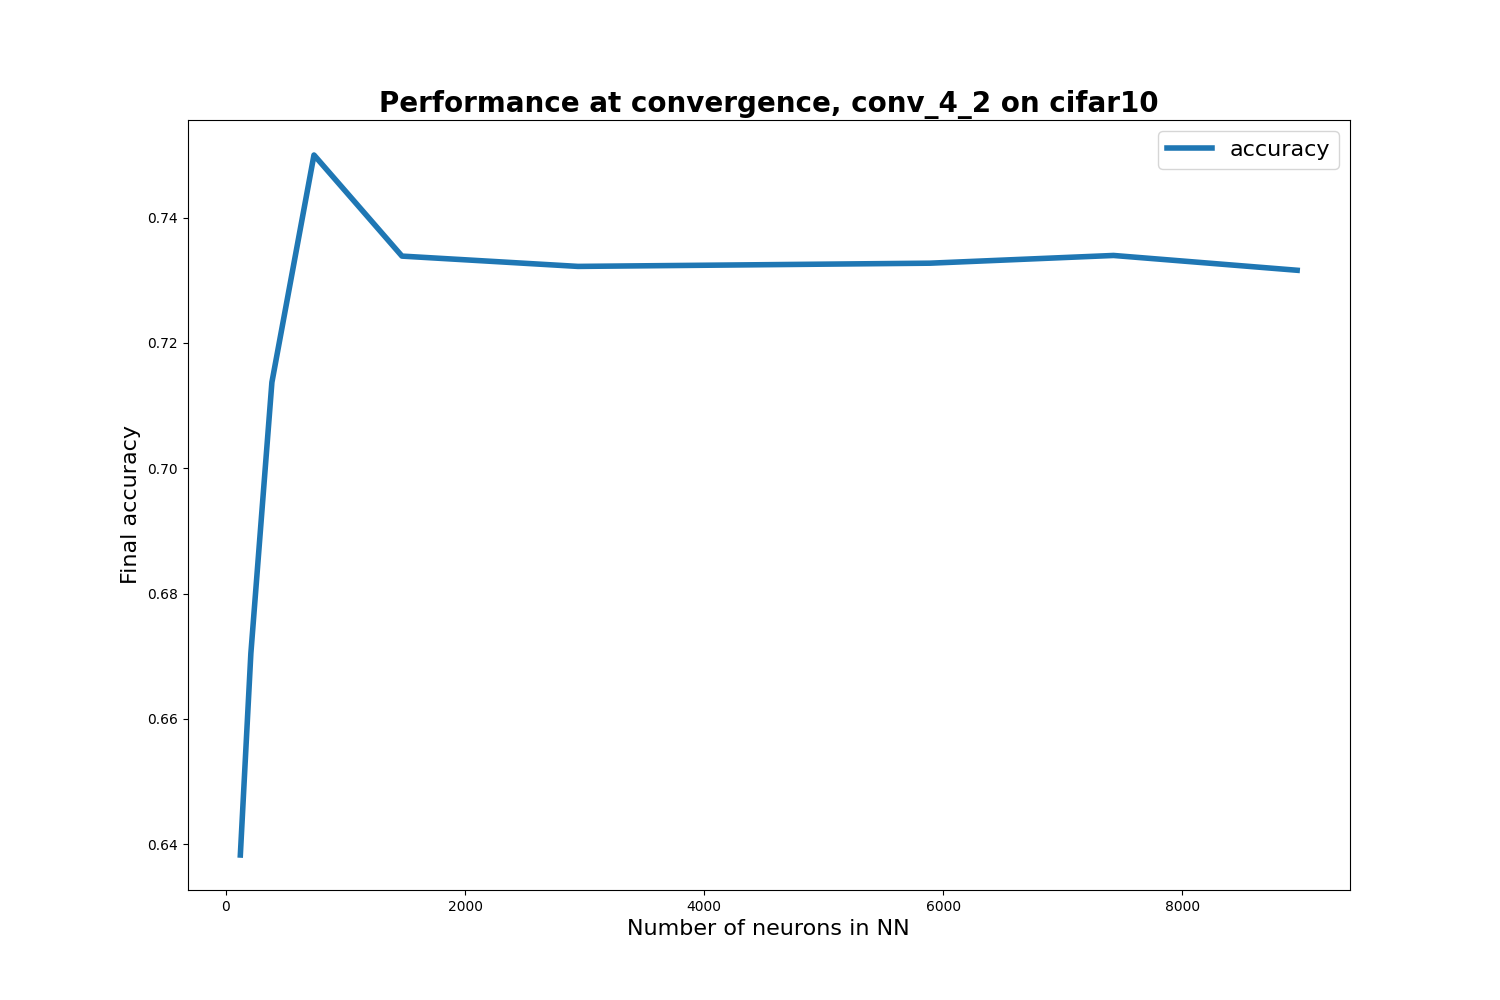 Performance at convergence, conv_4_2 on cifar10
accuracy
0.74
0.72
0.70
0.68
0.66
0.64
Final accuracy
0 2000 4000 6000 8000
Number of neurons in NN